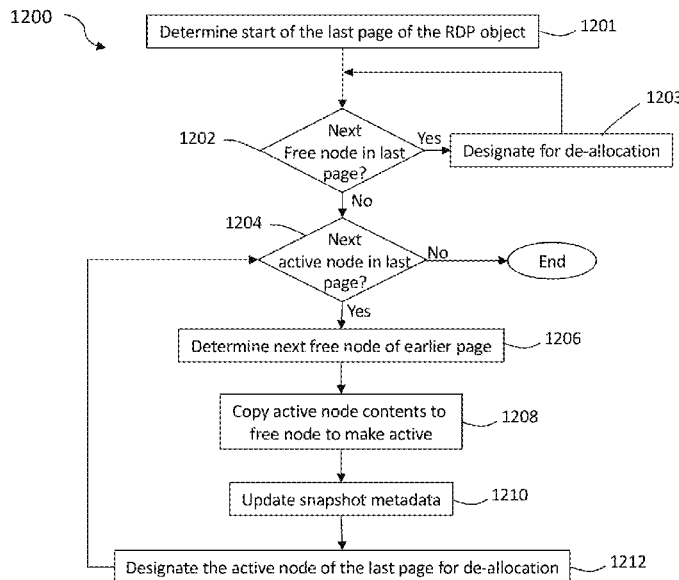 1200
Determine start of the last page of the RDP object
1201
1202
Next
Free node in last
page?
Yes
Designate for de-allocation
1203
No
1204
Next
active node in last
page?
No
End
Yes
Determine next free node of earlier page
1206
Copy active node contents to
free node to make active
1208
Update snapshot metadata
1210
Designate the active node of the last page for de-allocation
1212